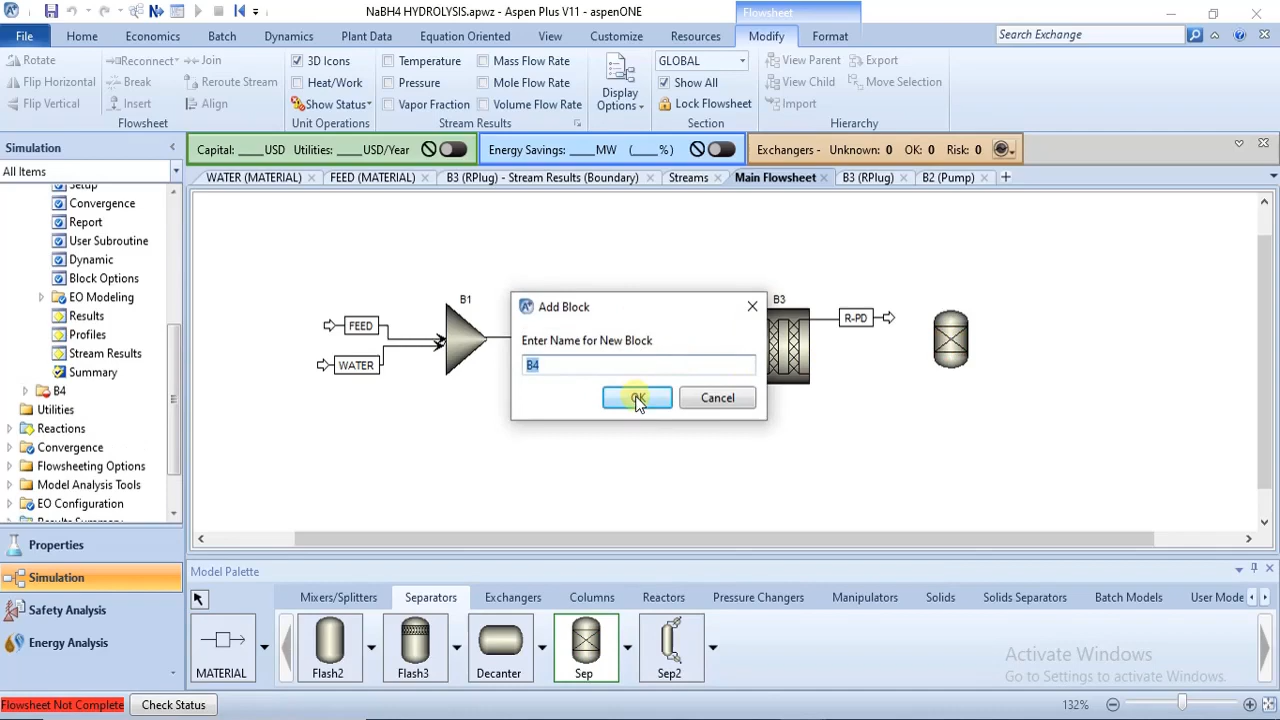 NaBH4 HYDROLYSIS.apwz - Aspen Plus V11 - aspenONE
Flowsheet
File Home Economics Batch Dynamics Plant Data Equation Oriented View Customize Resources Modify Format Search Exchange
Rotate Reconnect Join 3D Icons Temperature Mass Flow Rate GLOBAL View Parent Export
Flip Horizontal Break Reroute Stream Heat/Work Pressure Mole Flow Rate Display Show All View Child Move Selection
Flip Vertical Insert Align Show Status Vapor Fraction Volume Flow Rate Options Lock Flowsheet Import
Flowsheet Unit Operations Stream Results Section Hierarchy
Simulation
Capital: ____USD Utilities: ____USD/Year Energy Savings: ____MW (____%) Exchangers - Unknown: 0 OK: 0 Risk: 0
All Items
WATER (MATERIAL) FEED (MATERIAL) B3 (RPlug) - Stream Results (Boundary) Streams Main Flowsheet B3 (RPlug) B2 (Pump)
Setup
Convergence
Report
User Subroutine
Dynamic
Block Options
EO Modeling
Results
Profiles
Stream Results
Summary
B4
Utilities
Reactions
Convergence
Flowsheeting Options
Model Analysis Tools
EO Configuration
Results Summary
B1
FEED
WATER
Add Block
Enter Name for New Block
B4
OK Cancel
B3
R-PD
Properties
Simulation
Safety Analysis
Energy Analysis
Model Palette
Mixers/Splitters Separators Exchangers Columns Reactors Pressure Changers Manipulators Solids Solids Separators Batch Models User Mode
MATERIAL Flash2 Flash3 Decanter Sep Sep2
Activate Windows
Go to Settings to activate Windows.
Flowsheet Not Complete Check Status 132%